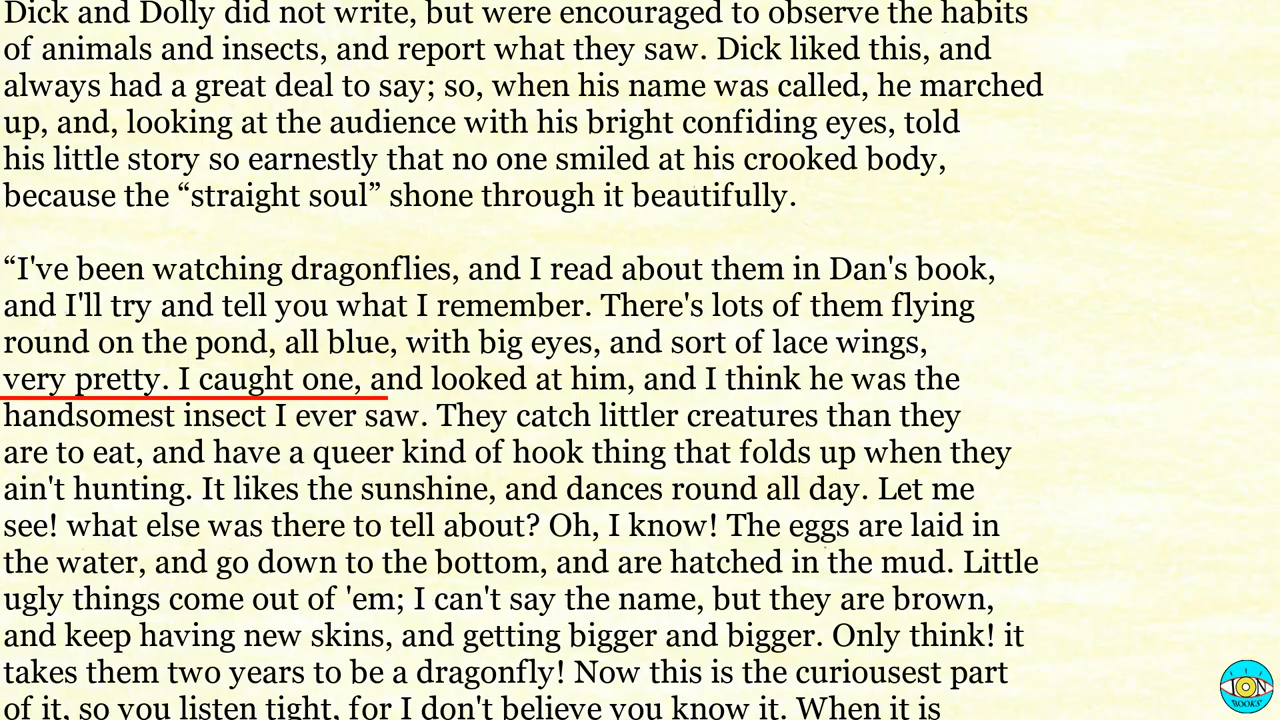 Dick and Dolly did not write, but were encouraged to observe the habits
of animals and insects, and report what they saw. Dick liked this, and
always had a great deal to say; so, when his name was called, he marched
up, and, looking at the audience with his bright confiding eyes, told
his little story so earnestly that no one smiled at his crooked body,
because the “straight soul” shone through it beautifully.
“I've been watching dragonflies, and I read about them in Dan's book,
and I'll try and tell you what I remember. There's lots of them flying
round on the pond, all blue, with big eyes, and sort of lace wings,
very pretty. I caught one, and looked at him, and I think he was the
handsomest insect I ever saw. They catch littler creatures than they
are to eat, and have a queer kind of hook thing that folds up when they
ain't hunting. It likes the sunshine, and dances round all day. Let me
see! what else was there to tell about? Oh, I know! The eggs are laid in
the water, and go down to the bottom, and are hatched in the mud. Little
ugly things come out of 'em; I can't say the name, but they are brown,
and keep having new skins, and getting bigger and bigger. Only think! it
takes them two years to be a dragonfly! Now this is the curiousest part
of it, so you listen tight, for I don't believe you know it. When it is
ION
BOOKS